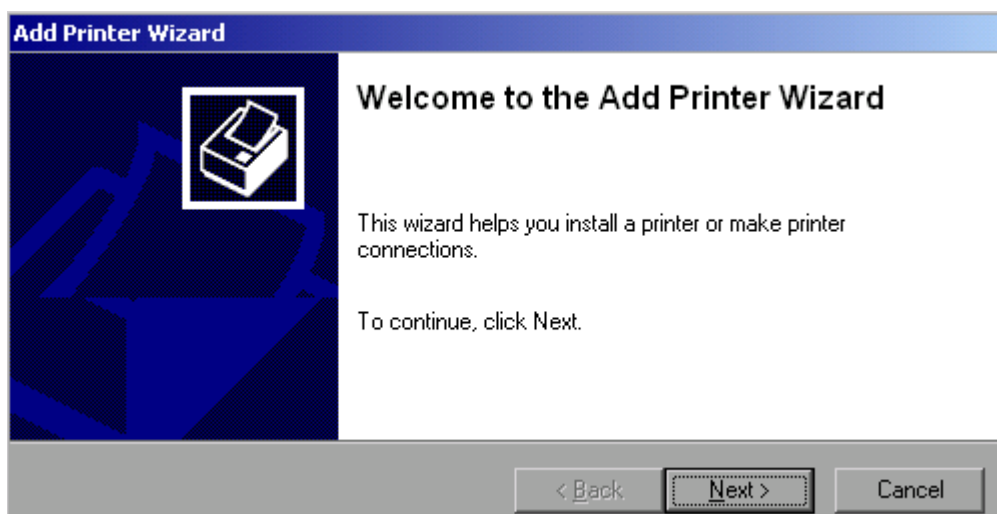 Add Printer Wizard
Welcome to the Add Printer Wizard
This wizard helps you install a printer or make printer
connections.
To continue, click Next.
< Back
Next >
Cancel